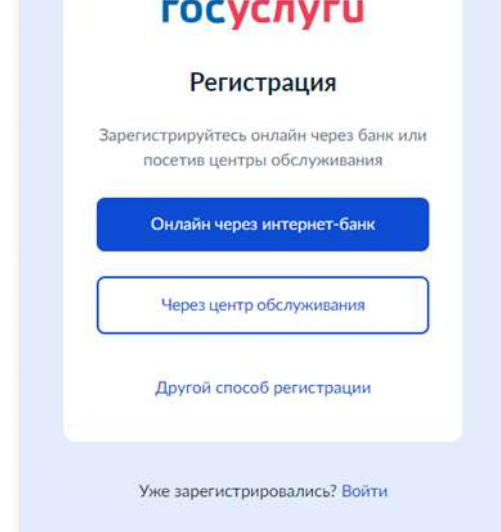 госуслуги
Регистрация
Зарегистрируйтесь онлайн через банк или
посетив центры обслуживания
Онлайн через интернет-банк
Через центр обслуживания
Другой способ регистрации
Уже зарегистрировались? Войти